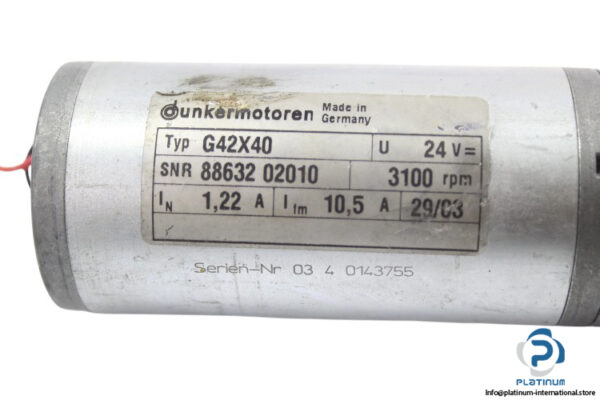 dunkermotoren Made in Germany
Typ G42X40 U 24 V=
SNR 88632 02010 3100 rpm
IN 1,22 A Ifm 10,5 A 29/03
Serien-Nr 03 4 0143755
PLATINUM
Info@platinum-international.store